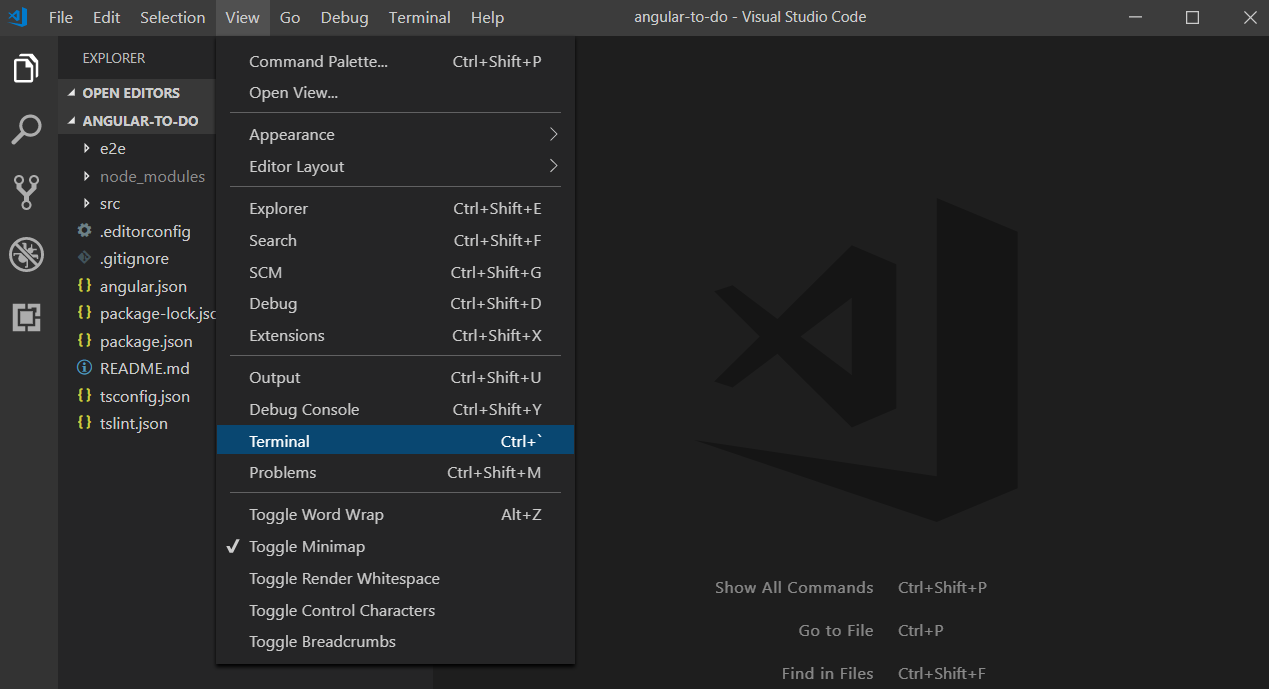 File Edit Selection View Go Debug Terminal Help angular-to-do - Visual Studio Code
EXPLORER
OPEN EDITORS
ANGULAR-TO-DO
e2e
node_modules
src
.editorconfig
.gitignore
angular.json
package-lock.jsc
package.json
README.md
tsconfig.json
tslint.json
Command Palette... Ctrl+Shift+P
Open View...
Appearance
Editor Layout
Explorer Ctrl+Shift+E
Search Ctrl+Shift+F
SCM Ctrl+Shift+G
Debug Ctrl+Shift+D
Extensions Ctrl+Shift+X
Output Ctrl+Shift+U
Debug Console Ctrl+Shift+Y
Terminal Ctrl+`
Problems Ctrl+Shift+M
Toggle Word Wrap Alt+Z
Toggle Minimap
Toggle Render Whitespace
Toggle Control Characters
Toggle Breadcrumbs
Show All Commands Ctrl+Shift+P
Go to File Ctrl+P
Find in Files Ctrl+Shift+F